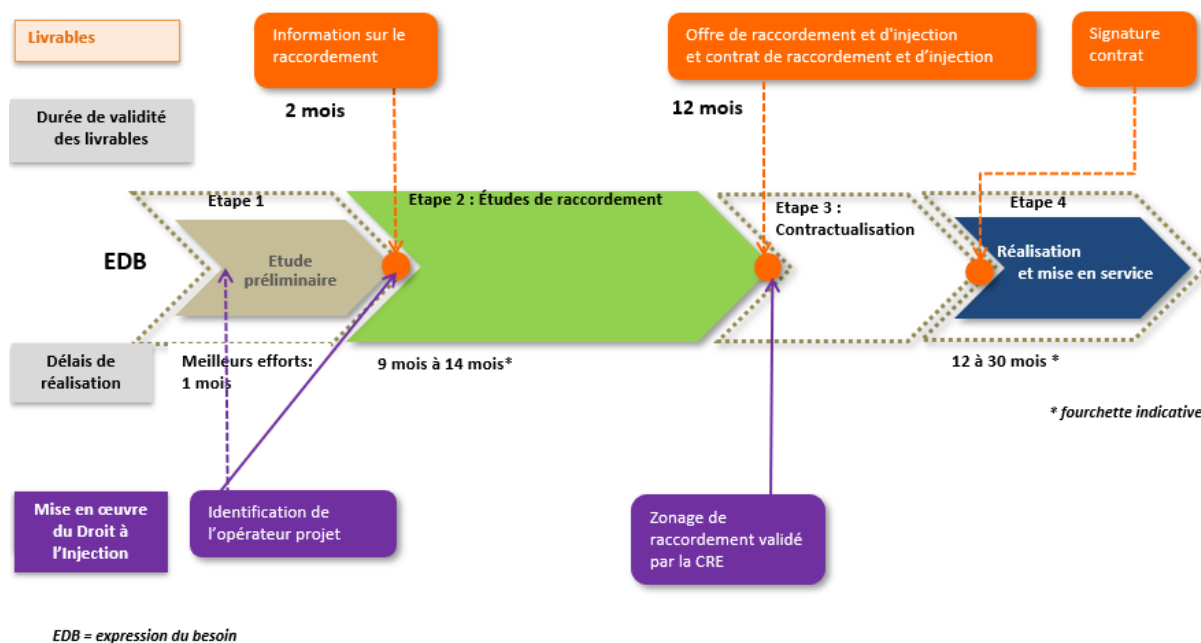 Livrables
Information sur le
raccordement
Offre de raccordement et d'injection
et contrat de raccordement et d'injection
Signature
contrat
Durée de validité
des livrables
2 mois
12 mois
Etape 1
Etape 2 : Études de raccordement
Etape 3 :
Contractualisation
Etape 4
EDB
Etude
préliminaire
Réalisation
et mise en service
Délais de
réalisation
Meilleurs efforts:
1 mois
9 mois à 14 mois*
12 à 30 mois *
* fourchette indicative
Mise en œuvre
du Droit à
l'Injection
Identification de
l'opérateur projet
Zonage de
raccordement validé
par la CRE
EDB = expression du besoin